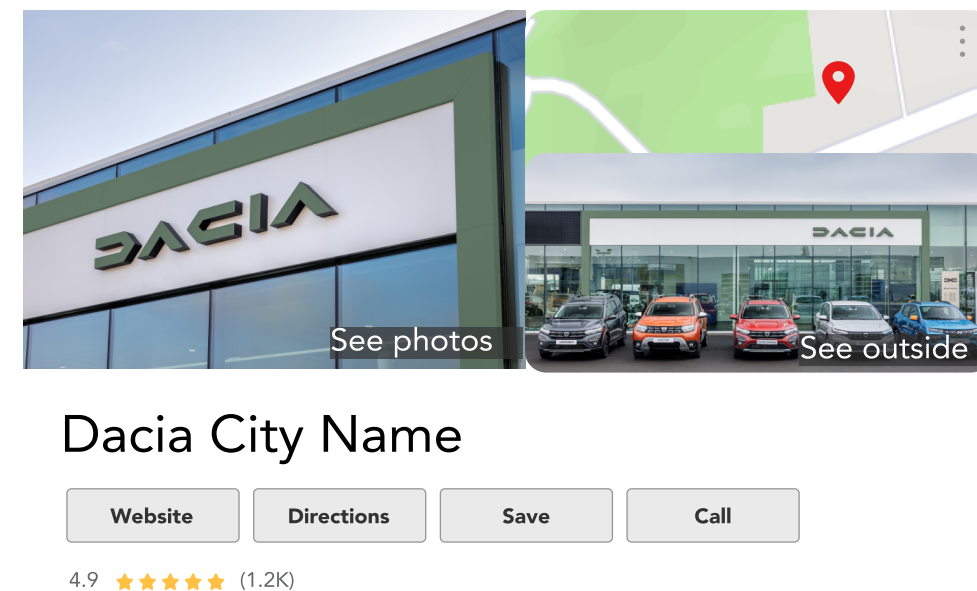 DACIA
DACIA
See photos
See outside
Dacia City Name
Website
Directions
Save
Call
4.9
(1.2K)